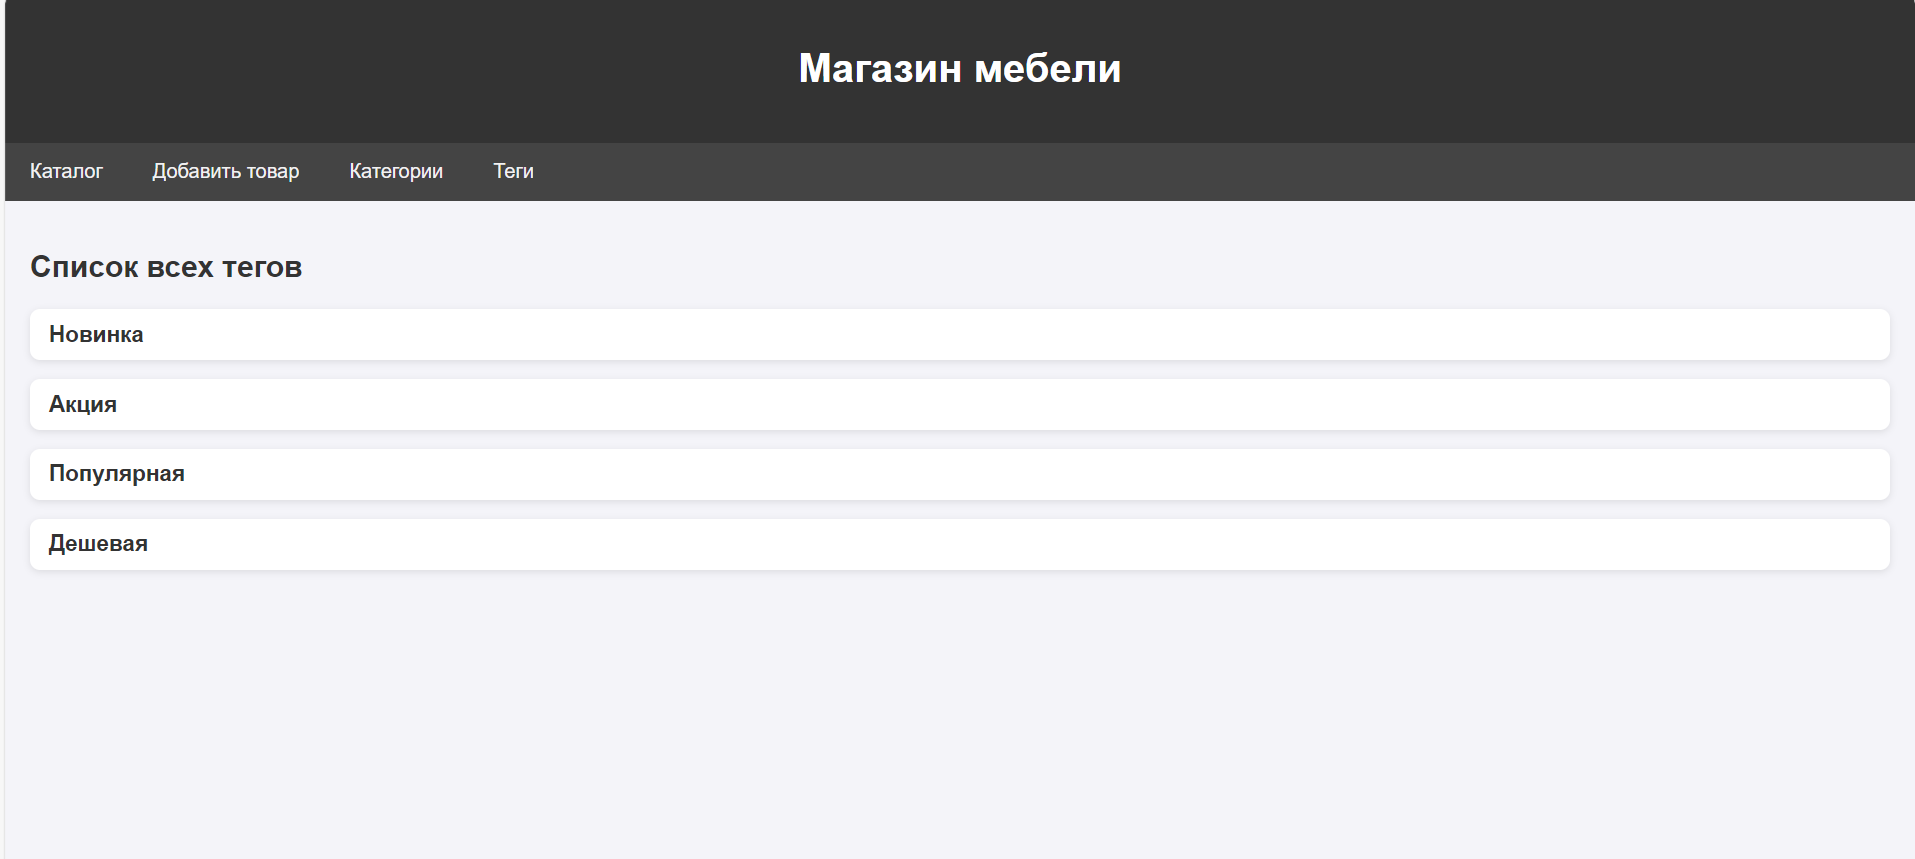 Магазин мебели
Каталог Добавить товар Категории Теги
Список всех тегов
Новинка
Акция
Популярная
Дешевая